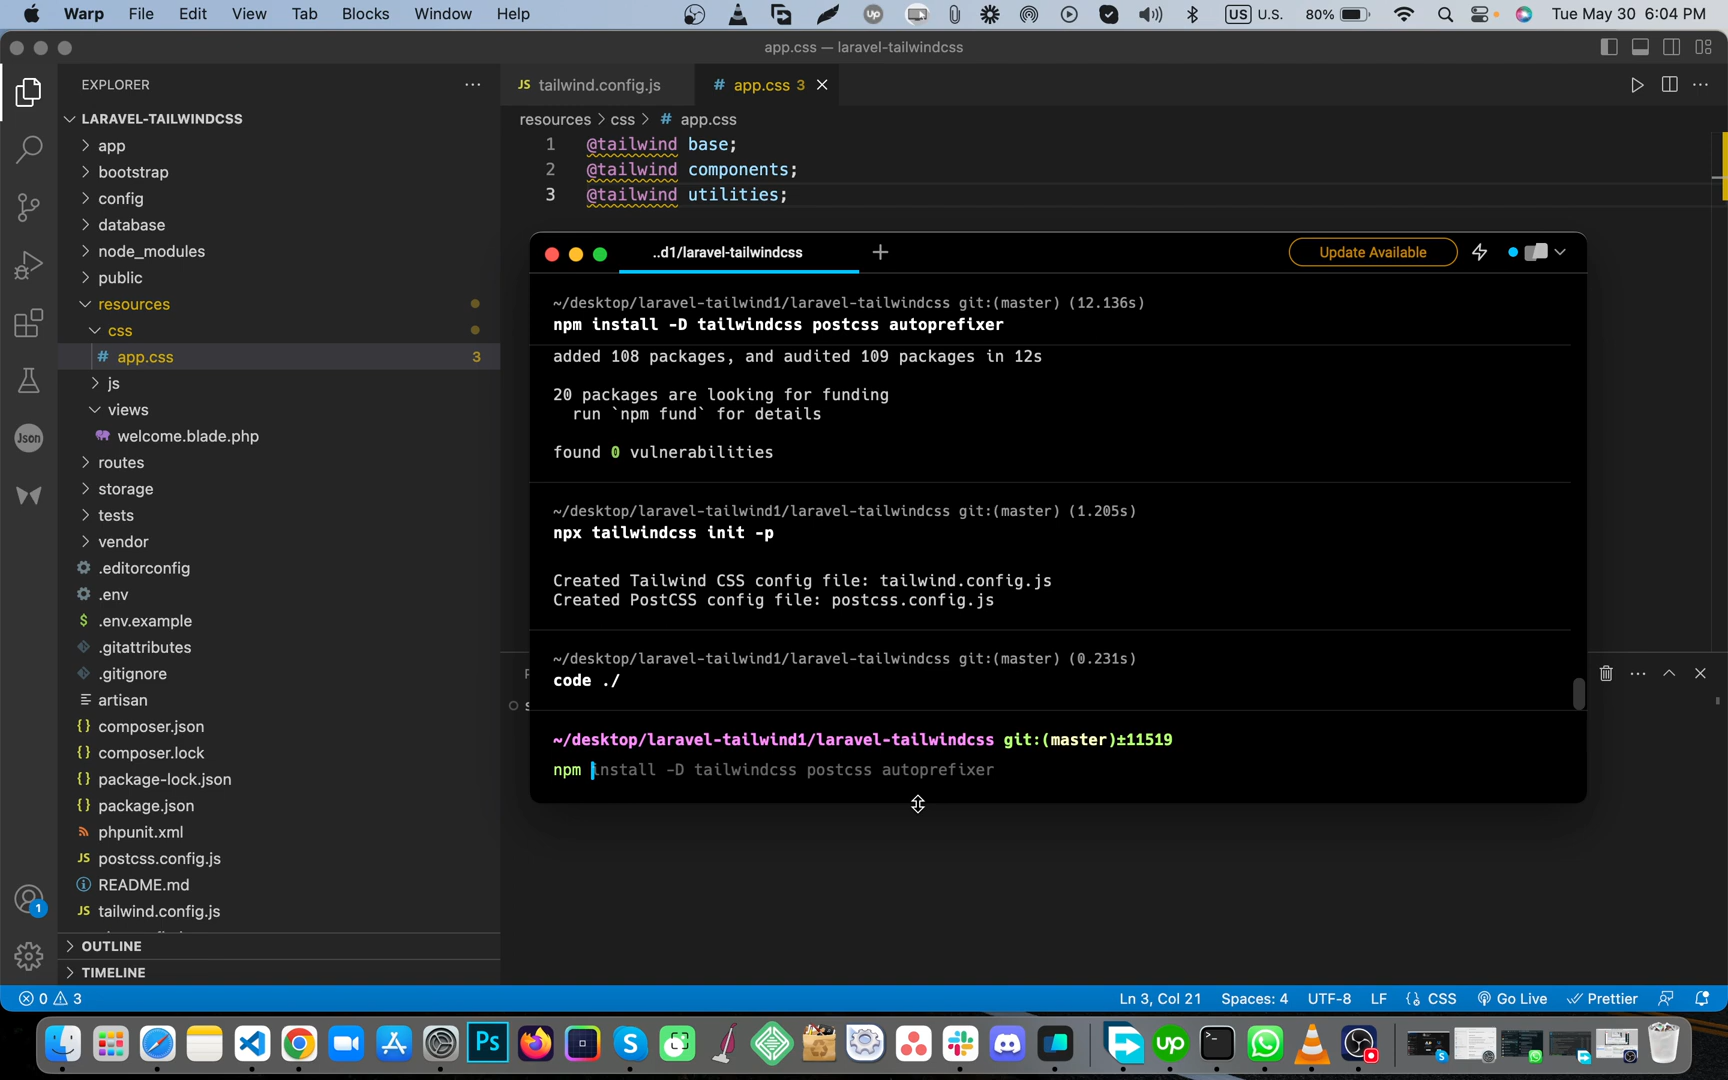 Warp File Edit View Tab Blocks Window Help
US U.S. 80% Tue May 30 6:04 PM
app.css — laravel-tailwindcss
EXPLORER
LARAVEL-TAILWINDCSS
app
bootstrap
config
database
node_modules
public
resources
css
# app.css 3
js
views
welcome.blade.php
routes
storage
tests
vendor
.editorconfig
.env
$ .env.example
.gitattributes
.gitignore
artisan
{} composer.json
{} composer.lock
{} package-lock.json
{} package.json
phpunit.xml
JS postcss.config.js
README.md
JS tailwind.config.js
OUTLINE
TIMELINE
Json
1
JS tailwind.config.js # app.css 3
resources > css > # app.css
1 @tailwind base;
2 @tailwind components;
3 @tailwind utilities;
..d1/laravel-tailwindcss
Update Available
~/desktop/laravel-tailwind1/laravel-tailwindcss git:(master) (12.136s)
npm install -D tailwindcss postcss autoprefixer
added 108 packages, and audited 109 packages in 12s
20 packages are looking for funding
run `npm fund` for details
found 0 vulnerabilities
~/desktop/laravel-tailwind1/laravel-tailwindcss git:(master) (1.205s)
npx tailwindcss init -p
Created Tailwind CSS config file: tailwind.config.js
Created PostCSS config file: postcss.config.js
~/desktop/laravel-tailwind1/laravel-tailwindcss git:(master) (0.231s)
code ./
~/desktop/laravel-tailwind1/laravel-tailwindcss git:(master)±11519
npm install -D tailwindcss postcss autoprefixer
0 3
Ln 3, Col 21 Spaces: 4 UTF-8 LF {} CSS Go Live Prettier
Ps
up